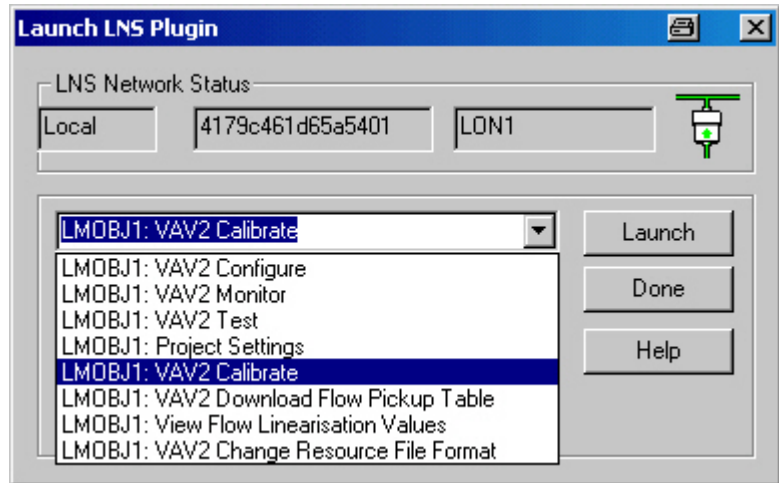 Launch LNS Plugin
LNS Network Status
Local 4179c461d65a5401 LON1
LMOBJ1: VAV2 Calibrate
Launch
LMOBJ1: VAV2 Configure
LMOBJ1: VAV2 Monitor
LMOBJ1: VAV2 Test
LMOBJ1: Project Settings
LMOBJ1: VAV2 Calibrate
LMOBJ1: VAV2 Download Flow Pickup Table
LMOBJ1: View Flow Linearisation Values
LMOBJ1: VAV2 Change Resource File Format
Done
Help